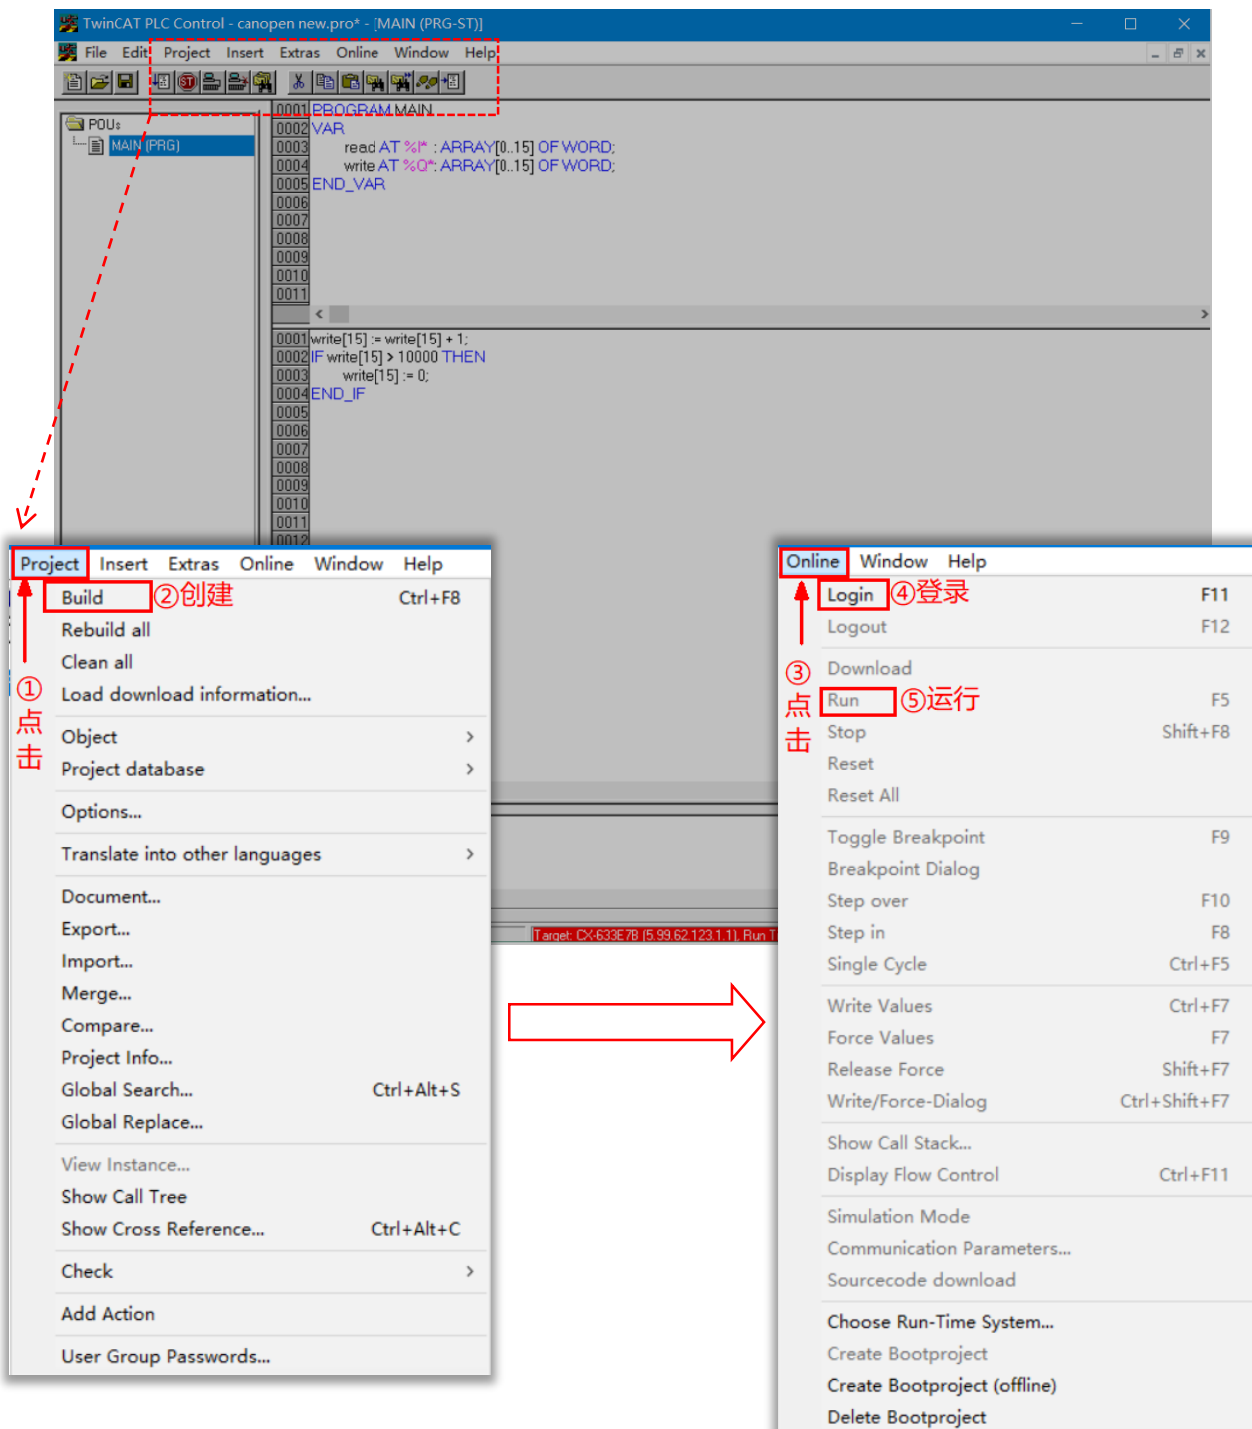 TwinCAT PLC Control - canopen new.pro* - [MAIN (PRG-ST)]
File Edit Project Insert Extras Online Window Help
POUs
MAIN (PRG)
0001 PROGRAM MAIN
0002 VAR
0003 read AT %I* : ARRAY[0..15] OF WORD;
0004 write AT %Q*: ARRAY[0..15] OF WORD;
0005 END_VAR
0006
0007
0008
0009
0010
0011
0001 write[15] := write[15] + 1;
0002 IF write[15] > 10000 THEN
0003 write[15] := 0;
0004 END_IF
0005
0006
0007
0008
0009
0010
0011
0012
Target: CX-633E7B (5.99.62.123.1.1), Run T
Project Insert Extras Online Window Help
①点击
Build ②创建 Ctrl+F8
Rebuild all
Clean all
Load download information...
Object >
Project database >
Options...
Translate into other languages >
Document...
Export...
Import...
Merge...
Compare...
Project Info...
Global Search... Ctrl+Alt+S
Global Replace...
View Instance...
Show Call Tree
Show Cross Reference... Ctrl+Alt+C
Check >
Add Action
User Group Passwords...
Online Window Help
③点击
Login ④登录 F11
Logout F12
Download
Run ⑤运行 F5
Stop Shift+F8
Reset
Reset All
Toggle Breakpoint F9
Breakpoint Dialog
Step over F10
Step in F8
Single Cycle Ctrl+F5
Write Values Ctrl+F7
Force Values F7
Release Force Shift+F7
Write/Force-Dialog Ctrl+Shift+F7
Show Call Stack...
Display Flow Control Ctrl+F11
Simulation Mode
Communication Parameters...
Sourcecode download
Choose Run-Time System...
Create Bootproject
Create Bootproject (offline)
Delete Bootproject